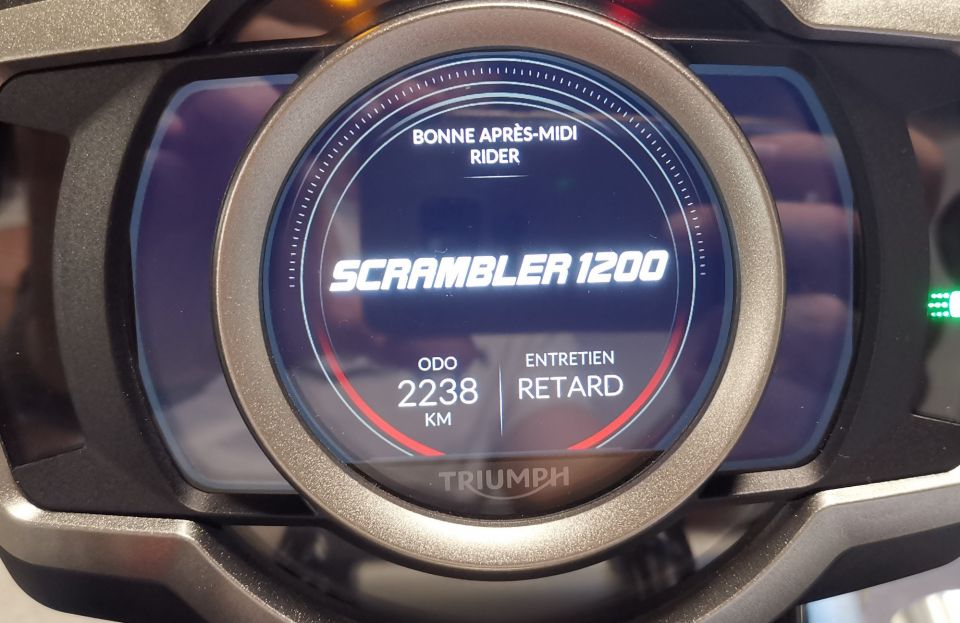 BONNE APRÈS-MIDI
RIDER
SCRAMBLER 1200
ODO
2238
KM
ENTRETIEN
RETARD
TRIUMPH